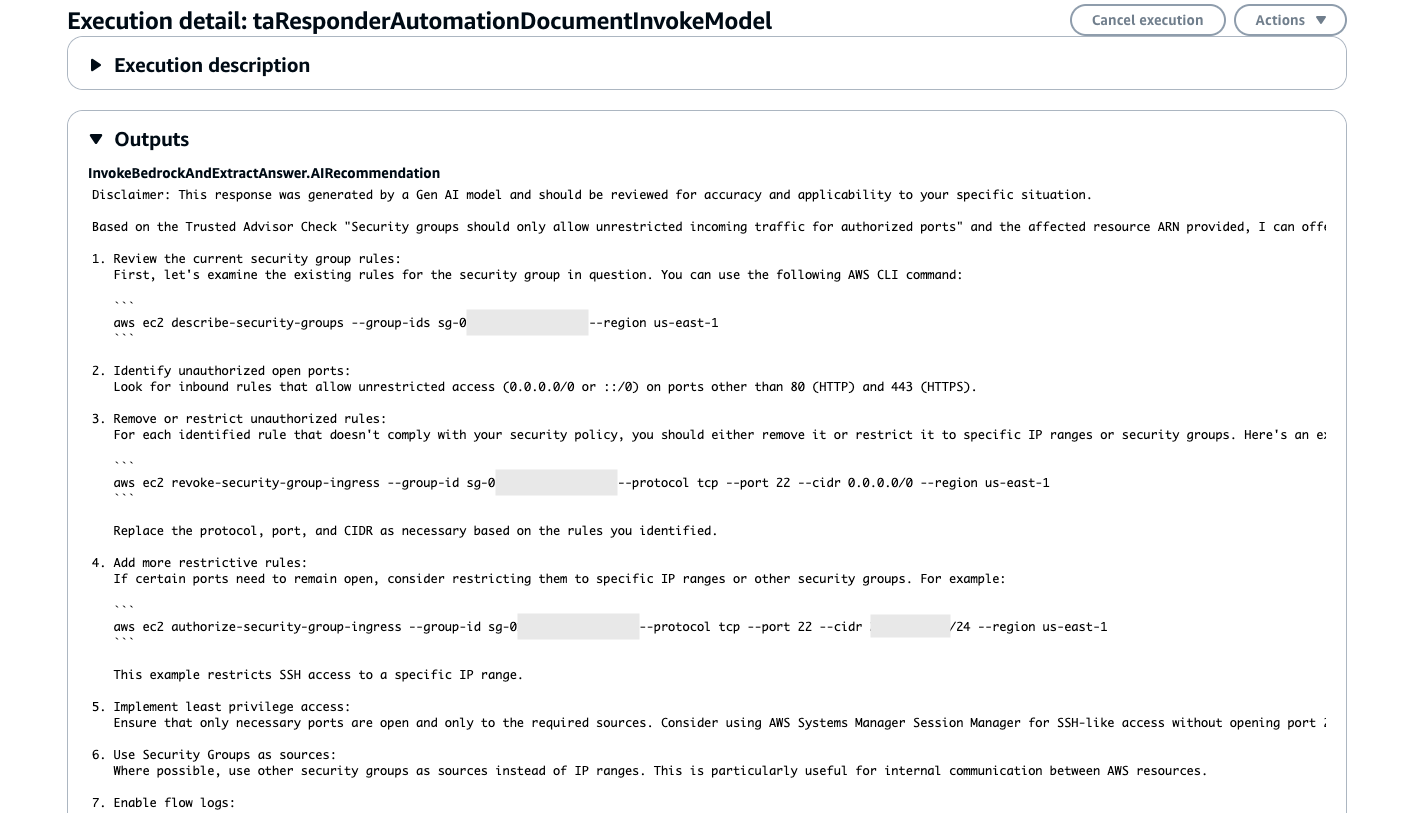 Execution detail: taResponderAutomationDocumentInvokeModel
Cancel execution
Actions
Execution description
Outputs
InvokeBedrockAndExtractAnswer.AIRecommendation
Disclaimer: This response was generated by a Gen AI model and should be reviewed for accuracy and applicability to your specific situation.
Based on the Trusted Advisor Check "Security groups should only allow unrestricted incoming traffic for authorized ports" and the affected resource ARN provided, I can
1. Review the current security group rules:
First, let's examine the existing rules for the security group in question. You can use the following AWS CLI command:
```
aws ec2 describe-security-groups --group-ids sg-0 --region us-east-1
```
2. Identify unauthorized open ports:
Look for inbound rules that allow unrestricted access (0.0.0.0/0 or ::/0) on ports other than 80 (HTTP) and 443 (HTTPS).
3. Remove or restrict unauthorized rules:
For each identified rule that doesn't comply with your security policy, you should either remove it or restrict it to specific IP ranges or security groups. Here's an
```
aws ec2 revoke-security-group-ingress --group-id sg-0 --protocol tcp --port 22 --cidr 0.0.0.0/0 --region us-east-1
```
Replace the protocol, port, and CIDR as necessary based on the rules you identified.
4. Add more restrictive rules:
If certain ports need to remain open, consider restricting them to specific IP ranges or other security groups. For example:
```
aws ec2 authorize-security-group-ingress --group-id sg-0 --protocol tcp --port 22 --cidr /24 --region us-east-1
```
This example restricts SSH access to a specific IP range.
5. Implement least privilege access:
Ensure that only necessary ports are open and only to the required sources. Consider using AWS Systems Manager Session Manager for SSH-like access without opening port
6. Use Security Groups as sources:
Where possible, use other security groups as sources instead of IP ranges. This is particularly useful for internal communication between AWS resources.
7. Enable flow logs: